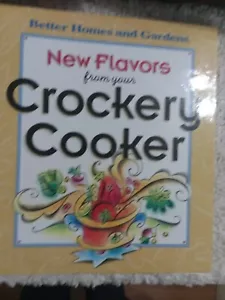 Better Homes and Gardens
New Flavors
from your
Crockery
Cooker